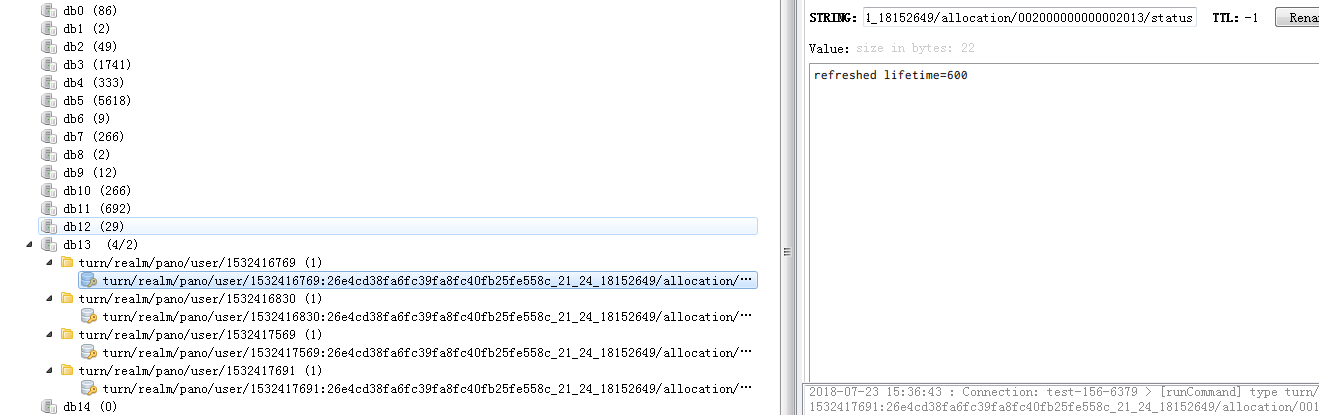 db0 (86)
db1 (2)
db2 (49)
db3 (1741)
db4 (333)
db5 (5618)
db6 (9)
db7 (266)
db8 (2)
db9 (12)
db10 (266)
db11 (692)
db12 (29)
db13 (4/2)
turn/realm/pano/user/1532416769 (1)
turn/realm/pano/user/1532416769:26e4cd38fa6fc39fa8fc40fb25fe558c_21_24_18152649/allocation/···
turn/realm/pano/user/1532416830 (1)
turn/realm/pano/user/1532416830:26e4cd38fa6fc39fa8fc40fb25fe558c_21_24_18152649/allocation/···
turn/realm/pano/user/1532417569 (1)
turn/realm/pano/user/1532417569:26e4cd38fa6fc39fa8fc40fb25fe558c_21_24_18152649/allocation/···
turn/realm/pano/user/1532417691 (1)
turn/realm/pano/user/1532417691:26e4cd38fa6fc39fa8fc40fb25fe558c_21_24_18152649/allocation/···
db14 (0)
STRING: l_18152649/allocation/002000000000002013/status TTL: -1 Rena
Value: size in bytes: 22
refreshed lifetime=600
2018-07-23 15:36:43 : Connection: test-156-6379 > [runCommand] type turn/
1532417691:26e4cd38fa6fc39fa8fc40fb25fe558c_21_24_18152649/allocation/001